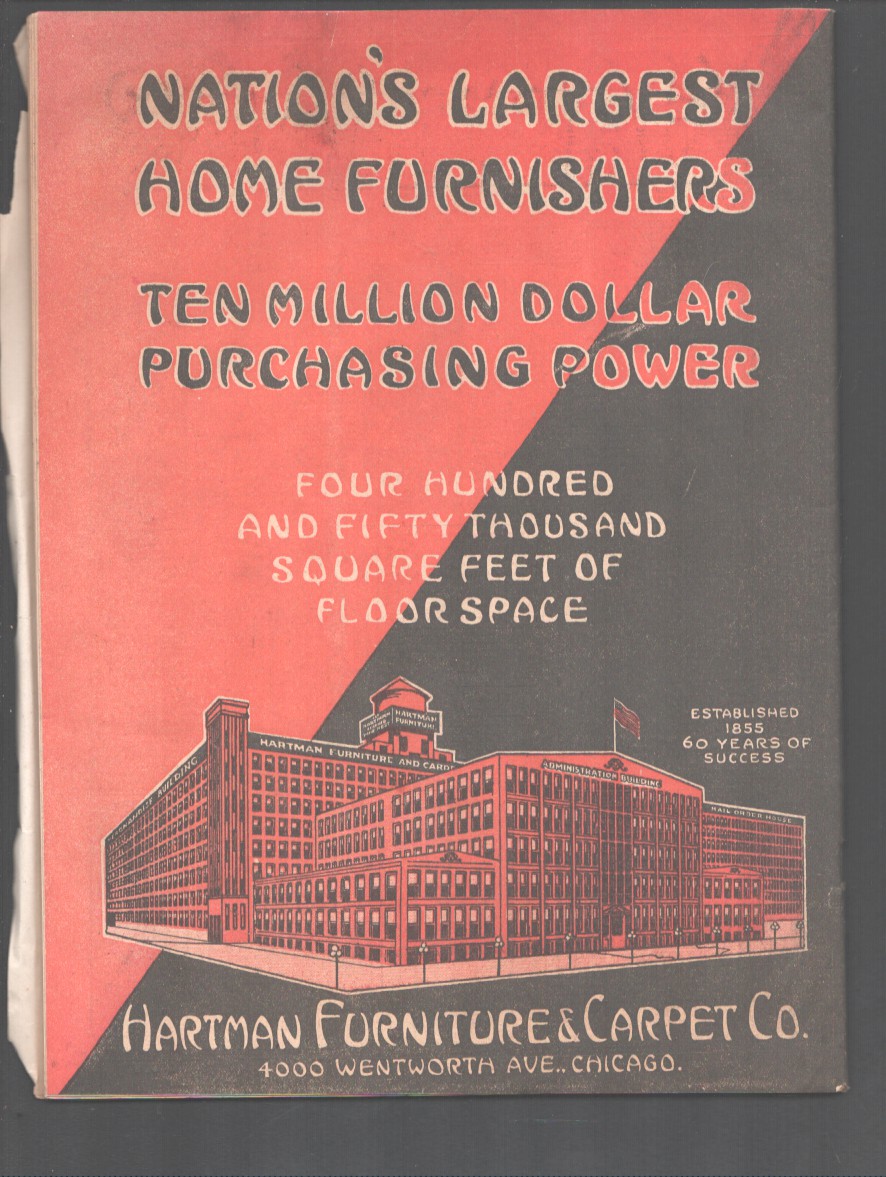 NATION'S LARGEST
HOME FURNISHERS
TEN MILLION DOLLAR
PURCHASING POWER
FOUR HUNDRED
AND FIFTY THOUSAND
SQUARE FEET OF
FLOOR SPACE
ESTABLISHED
1855
60 YEARS OF
SUCCESS
HARTMAN
FURNITURE
HARTMAN FURNITURE AND CARP
BUILDING
ADMINISTRATION BUILDING
MAIL ORDER HOUSE
HARTMAN FURNITURE & CARPET CO.
4000 WENTWORTH AVE., CHICAGO.